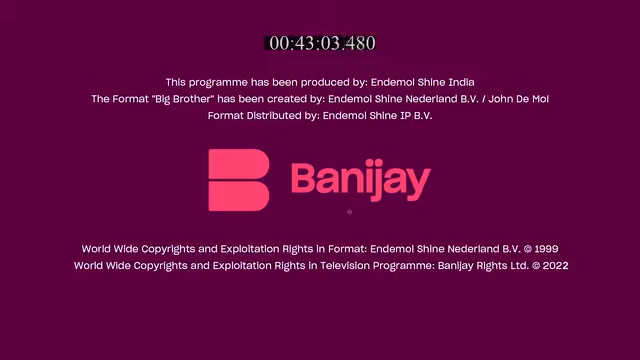 00:43:03.480
This programme has been produced by: Endemol Shine India
The Format "Big Brother" has been created by: Endemol Shine Nederland B.V. / John De Mol
Format Distributed by: Endemol Shine IP B.V.
Banijay
World Wide Copyrights and Exploitation Rights in Format: Endemol Shine Nederland B.V. © 1999
World Wide Copyrights and Exploitation Rights in Television Programme: Banijay Rights Ltd. © 2022